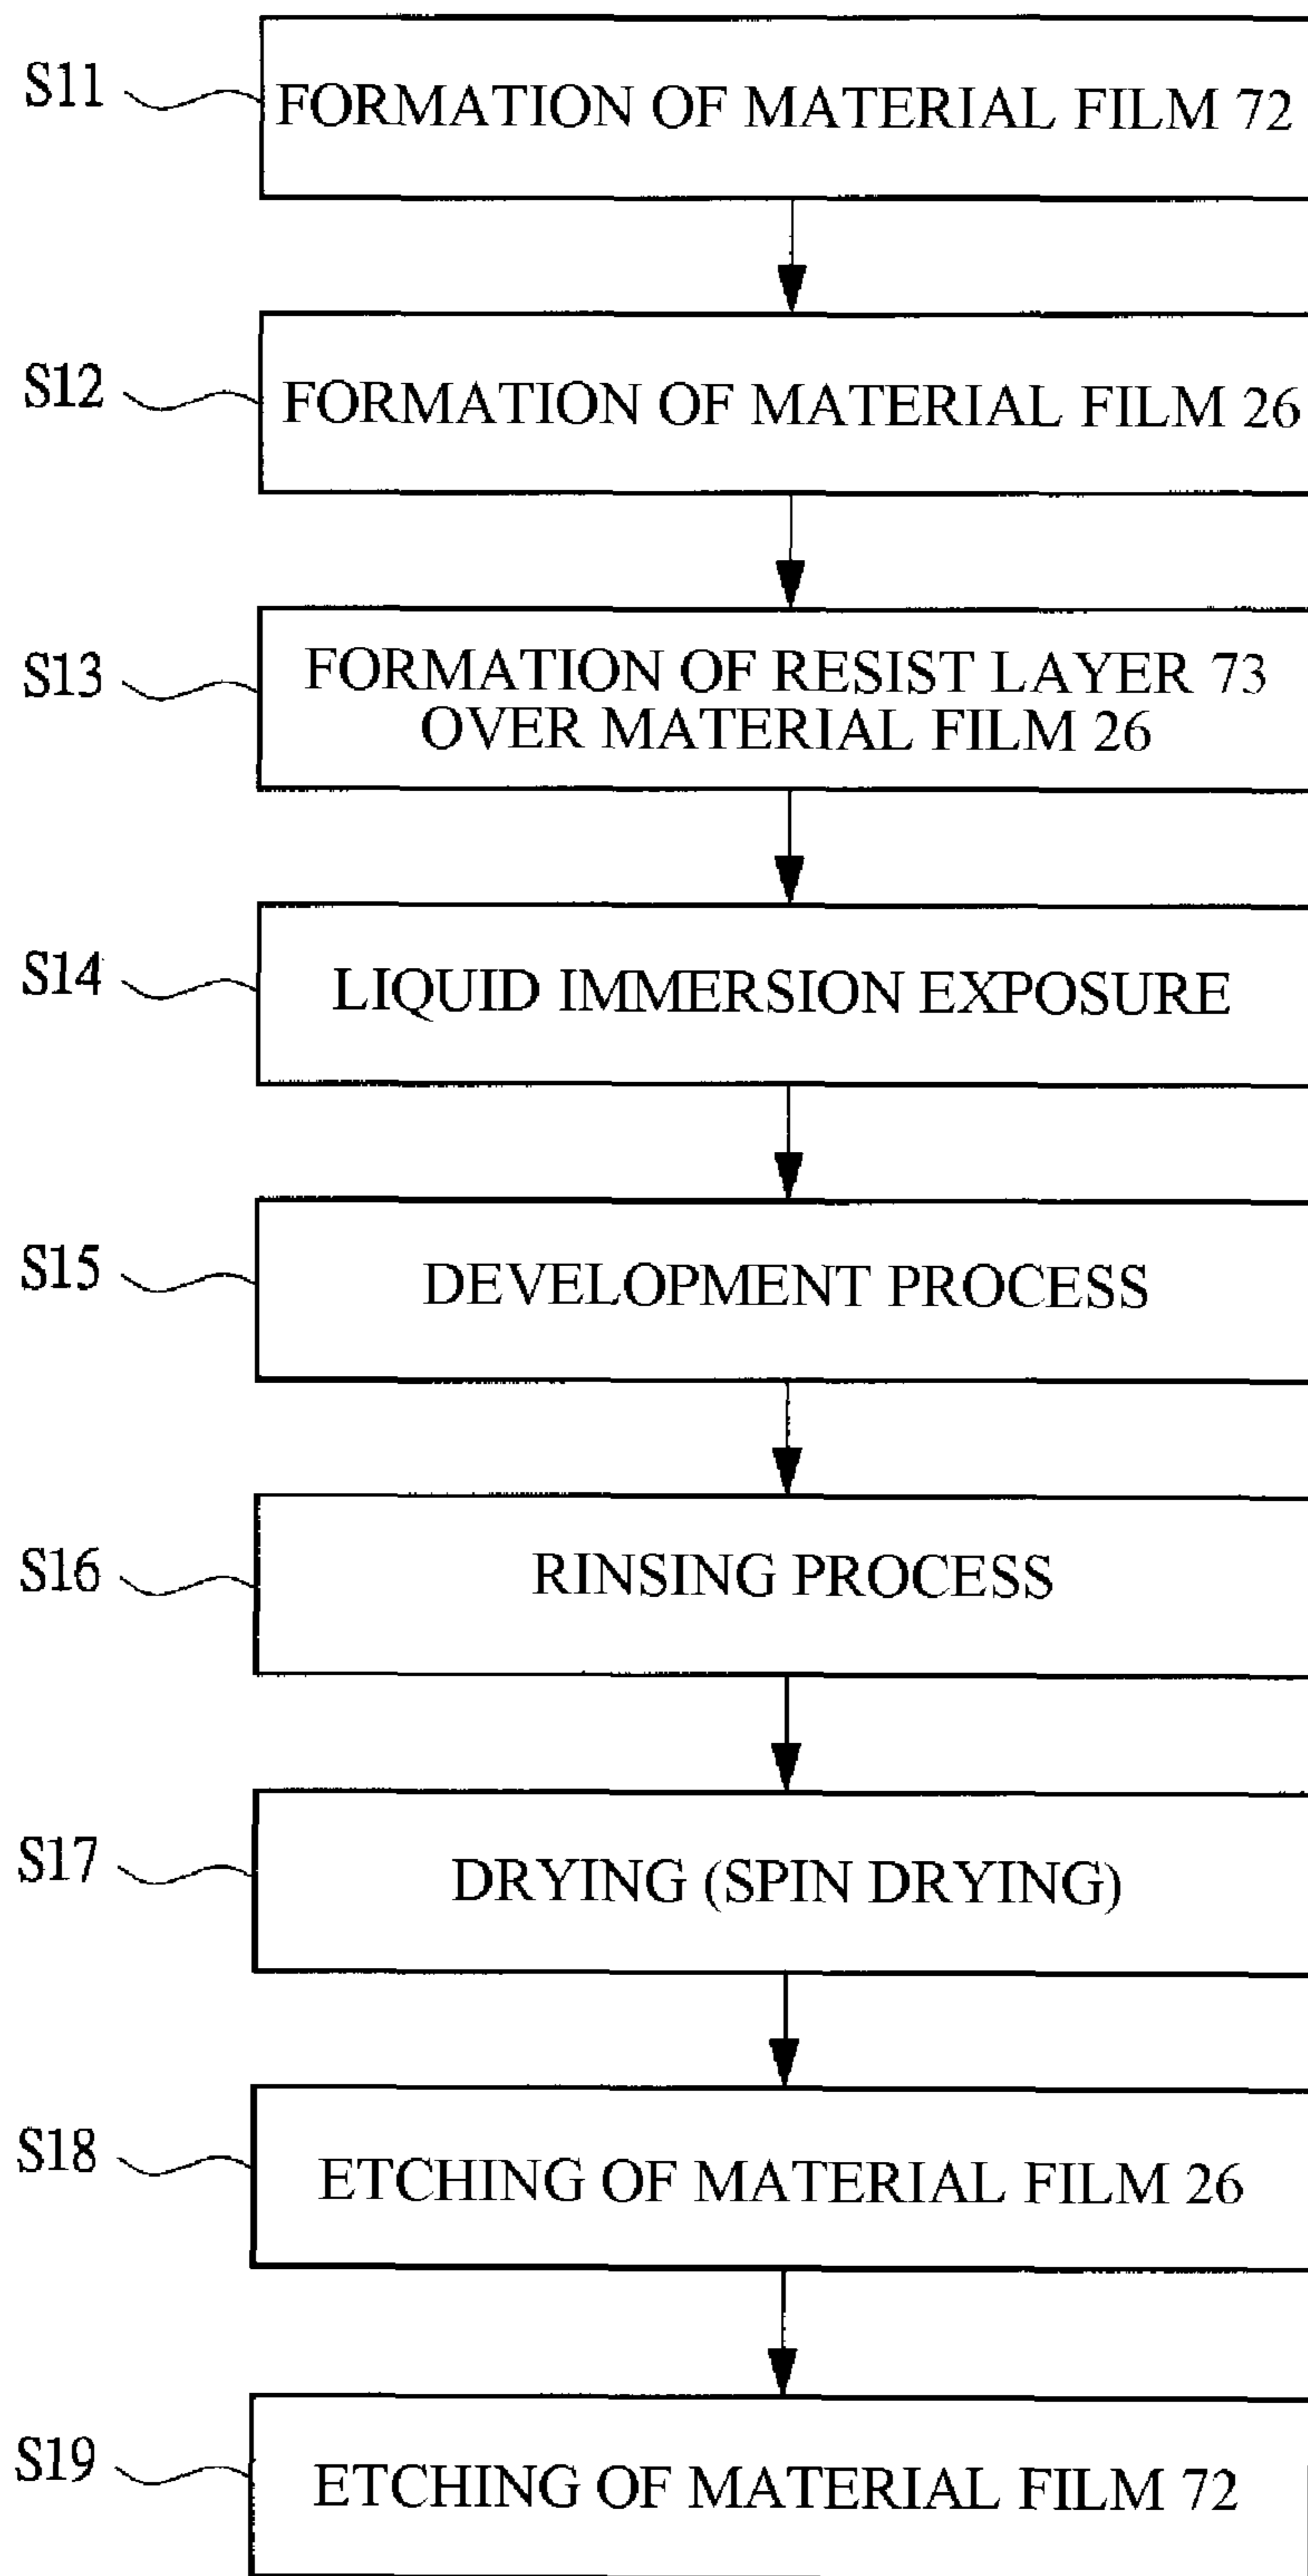 S11
FORMATION OF MATERIAL FILM 72
S12
FORMATION OF MATERIAL FILM 26
S13
FORMATION OF RESIST LAYER 73
OVER MATERIAL FILM 26
S14
LIQUID IMMERSION EXPOSURE
S15
DEVELOPMENT PROCESS
S16
RINSING PROCESS
S17
DRYING (SPIN DRYING)
S18
ETCHING OF MATERIAL FILM 26
S19
ETCHING OF MATERIAL FILM 72